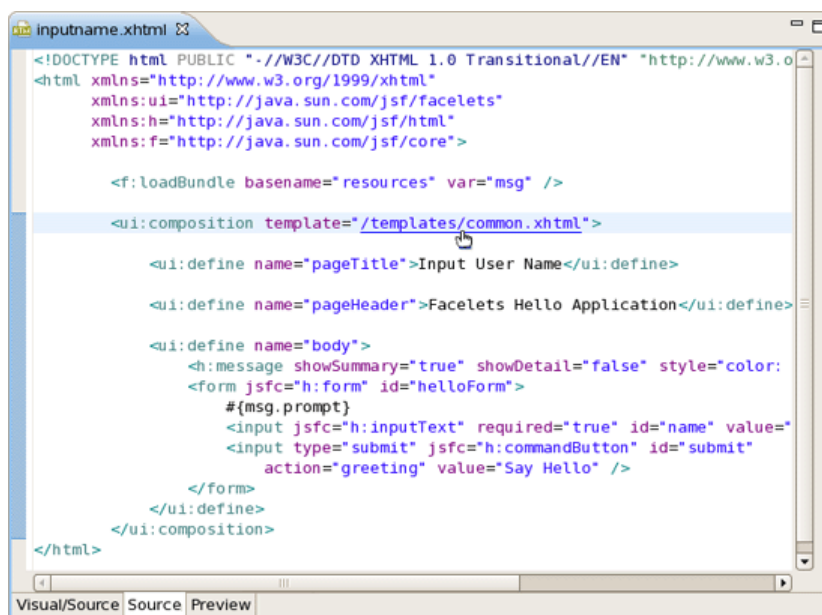 inputname.xhtml
<!DOCTYPE html PUBLIC "-//W3C//DTD XHTML 1.0 Transitional//EN" "http://www.w3.o
<html xmlns="http://www.w3.org/1999/xhtml"
xmlns:ui="http://java.sun.com/jsf/facelets"
xmlns:h="http://java.sun.com/jsf/html"
xmlns:f="http://java.sun.com/jsf/core">
<f:loadBundle basename="resources" var="msg" />
<ui:composition template="/templates/common.xhtml">
<ui:define name="pageTitle">Input User Name</ui:define>
<ui:define name="pageHeader">Facelets Hello Application</ui:define>
<ui:define name="body">
<h:message showSummary="true" showDetail="false" style="color:
<form jsfc="h:form" id="helloForm">
#{msg.prompt}
<input jsfc="h:inputText" required="true" id="name" value="
<input type="submit" jsfc="h:commandButton" id="submit"
action="greeting" value="Say Hello" />
</form>
</ui:define>
</ui:composition>
</html>
Visual/Source Source Preview